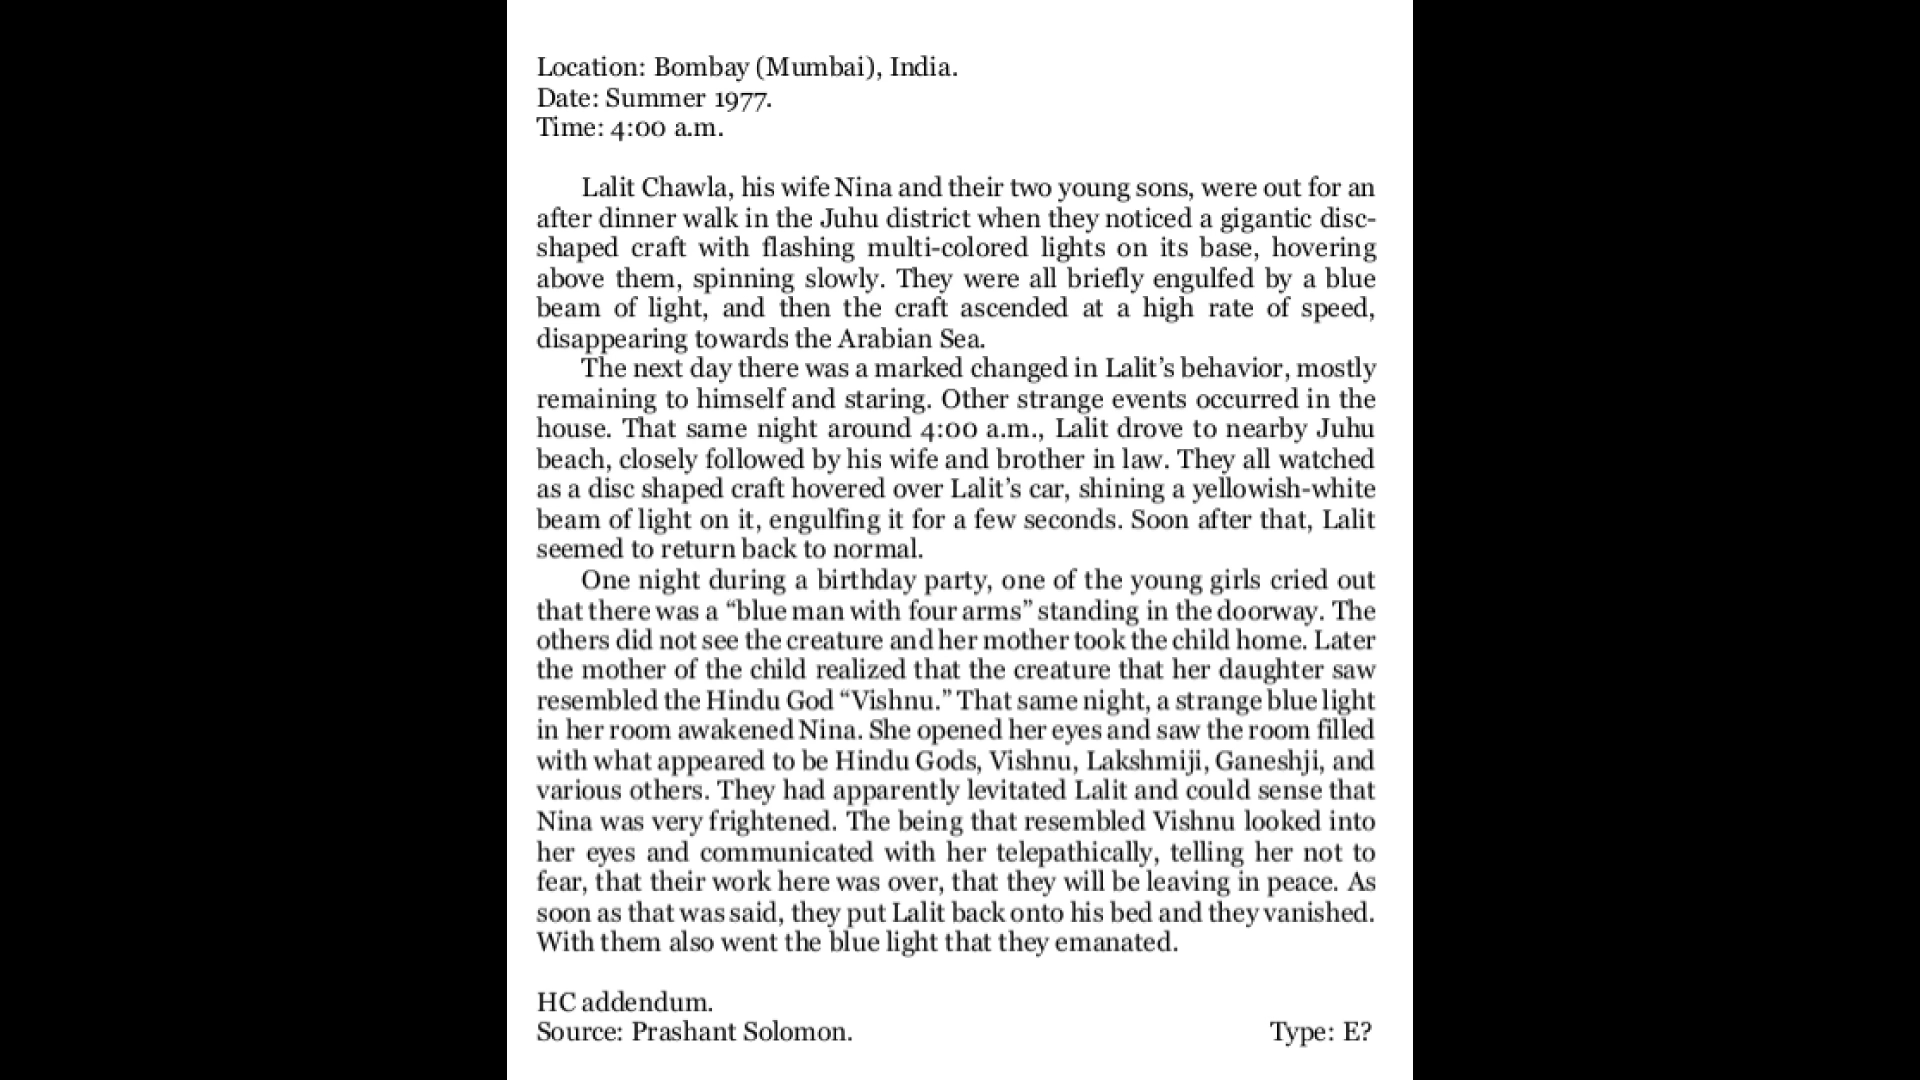 Location: Bombay (Mumbai), India.
Date: Summer 1977.
Time: 4:00 a.m.
Lalit Chawla, his wife Nina and their two young sons, were out for an
after dinner walk in the Juhu district when they noticed a gigantic disc-
shaped craft with flashing multi-colored lights on its base, hovering
above them, spinning slowly. They were all briefly engulfed by a blue
beam of light, and then the craft ascended at a high rate of speed,
disappearing towards the Arabian Sea.
The next day there was a marked changed in Lalit’s behavior, mostly
remaining to himself and staring. Other strange events occurred in the
house. That same night around 4:00 a.m., Lalit drove to nearby Juhu
beach, closely followed by his wife and brother in law. They all watched
as a disc shaped craft hovered over Lalit’s car, shining a yellowish-white
beam of light on it, engulfing it for a few seconds. Soon after that, Lalit
seemed to return back to normal.
One night during a birthday party, one of the young girls cried out
that there was a “blue man with four arms” standing in the doorway. The
others did not see the creature and her mother took the child home. Later
the mother of the child realized that the creature that her daughter saw
resembled the Hindu God “Vishnu.” That same night, a strange blue light
in her room awakened Nina. She opened her eyes and saw the room filled
with what appeared to be Hindu Gods, Vishnu, Lakshmiji, Ganeshji, and
various others. They had apparently levitated Lalit and could sense that
Nina was very frightened. The being that resembled Vishnu looked into
her eyes and communicated with her telepathically, telling her not to
fear, that their work here was over, that they will be leaving in peace. As
soon as that was said, they put Lalit back onto his bed and they vanished.
With them also went the blue light that they emanated.
HC addendum.
Source: Prashant Solomon. Type: E?